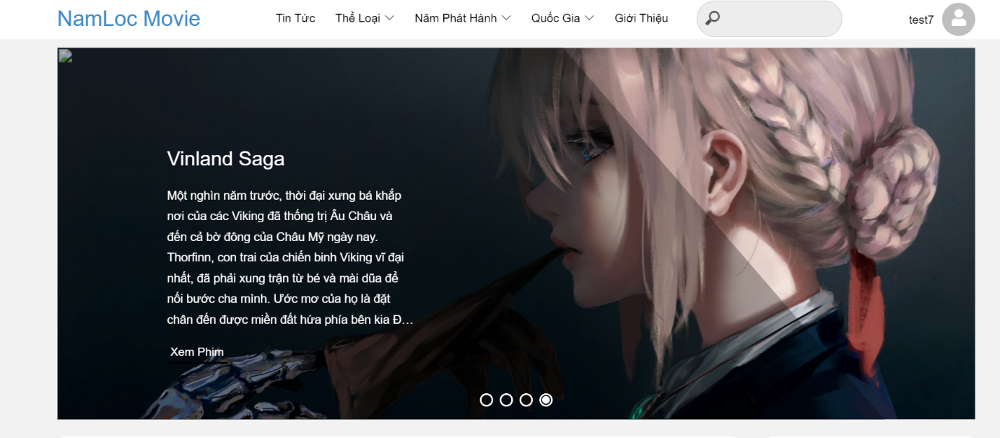 NamLoc Movie
Tin Tức
Thể Loại
Năm Phát Hành
Quốc Gia
Giới Thiệu
test7
Vinland Saga
Một nghìn năm trước, thời đại xưng bá khắp
nơi của các Viking đã thống trị Âu Châu và
đến cả bờ đông của Châu Mỹ ngày nay.
Thorfinn, con trai của chiến binh Viking vĩ đại
nhất, đã phải xung trận từ bé và mài dũa để
nối bước cha mình. Ước mơ của họ là đặt
chân đến được miền đất hứa phía bên kia Đ...
Xem Phim